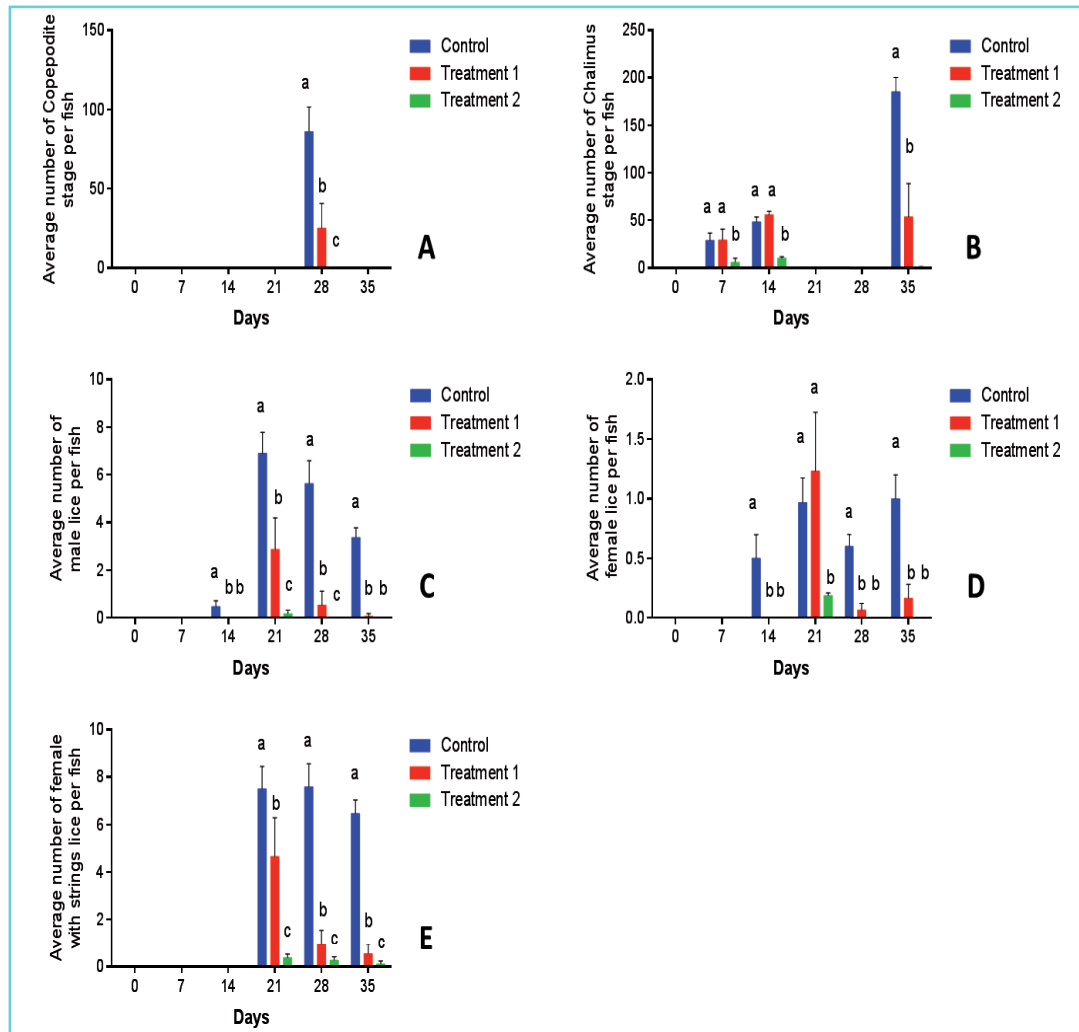 Average number of Copepodite
stage per fish
150
100
50
0
a
b
c
0 7 14 21 28 35
Days
Control
Treatment 1
Treatment 2
A
Average number of Chalimus
stage per fish
250
200
150
100
50
0
a a b
a a b
a
b
0 7 14 21 28 35
Days
Control
Treatment 1
Treatment 2
B
Average number of
male lice per fish
10
8
6
4
2
0
a bb
a
b
c
a
b c
a
b b
0 7 14 21 28 35
Days
Control
Treatment 1
Treatment 2
C
Average number of
female lice per fish
2.0
1.5
1.0
0.5
0.0
a
bb
a
a
b
a
b b
a
b b
0 7 14 21 28 35
Days
Control
Treatment 1
Treatment 2
D
Average number of female
with strings lice per fish
10
8
6
4
2
0
a
b
c
a
b
c
a
b
c
0 7 14 21 28 35
Days
Control
Treatment 1
Treatment 2
E